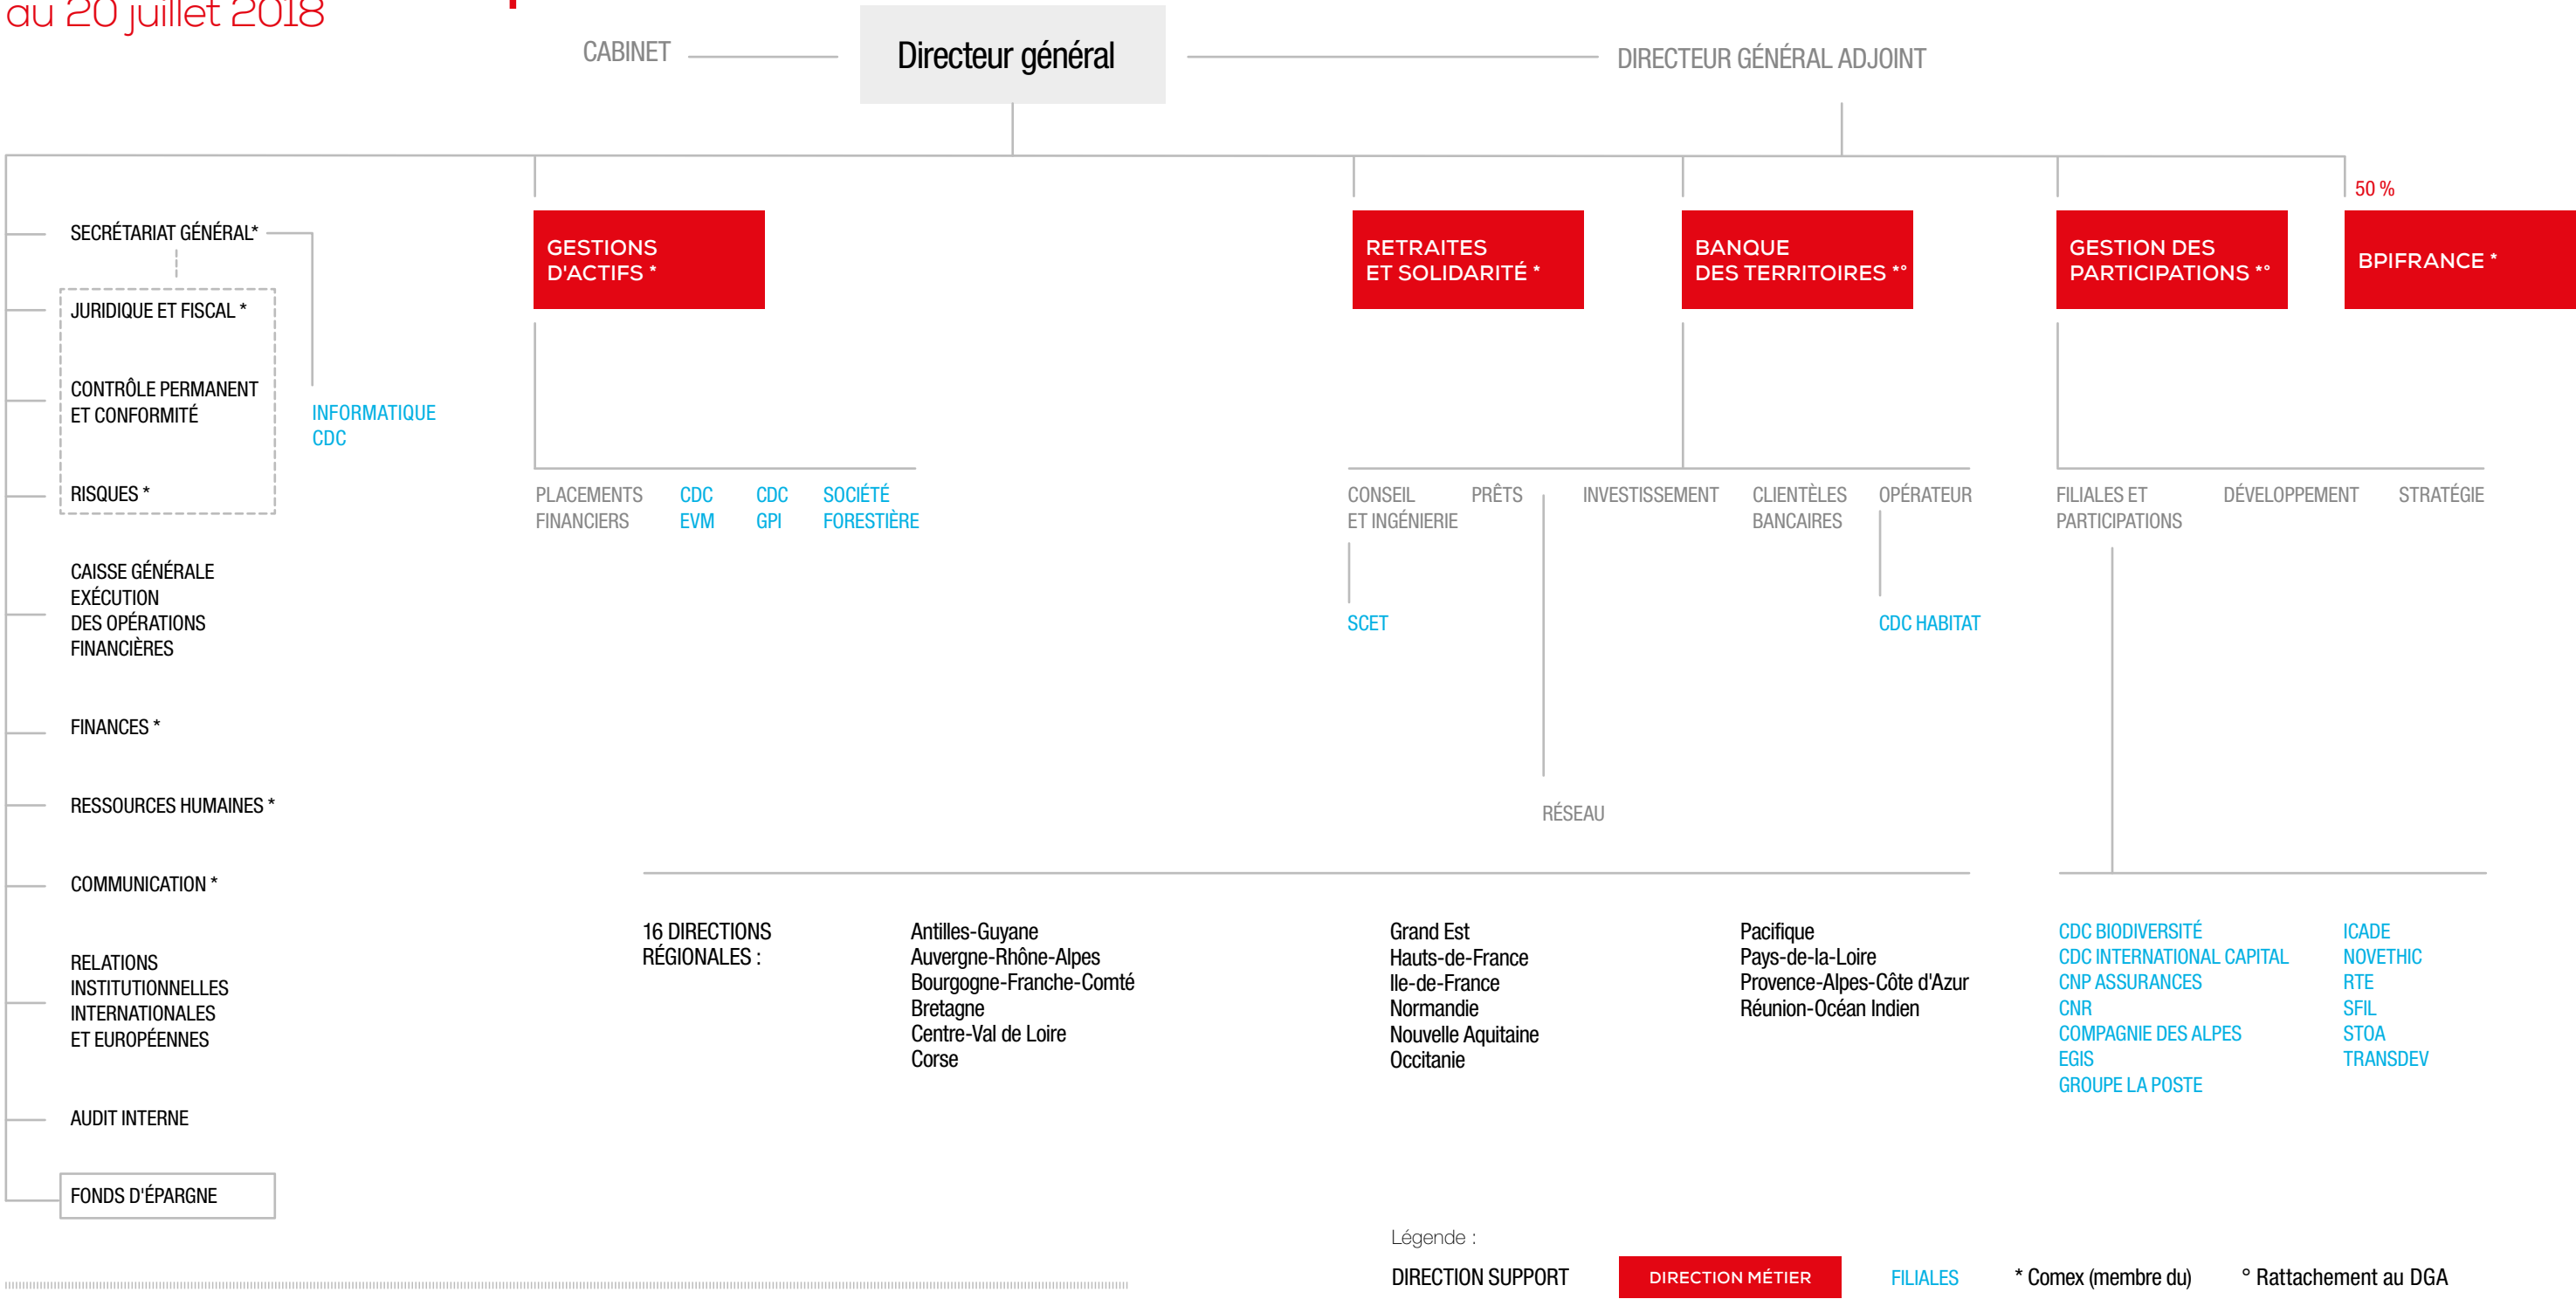 au 20 juillet 2018
CABINET
Directeur général
DIRECTEUR GÉNÉRAL ADJOINT
50 %
SECRÉTARIAT GÉNÉRAL*
JURIDIQUE ET FISCAL *
CONTRÔLE PERMANENT
ET CONFORMITÉ
RISQUES *
INFORMATIQUE
CDC
CAISSE GÉNÉRALE
EXÉCUTION
DES OPÉRATIONS
FINANCIÈRES
FINANCES *
RESSOURCES HUMAINES *
COMMUNICATION *
RELATIONS
INSTITUTIONNELLES
INTERNATIONALES
ET EUROPÉENNES
AUDIT INTERNE
FONDS D'ÉPARGNE
GESTIONS
D'ACTIFS *
PLACEMENTS
FINANCIERS
CDC
EVM
CDC
GPI
SOCIÉTÉ
FORESTIÈRE
RETRAITES
ET SOLIDARITÉ *
BANQUE
DES TERRITOIRES *°
CONSEIL
ET INGÉNIERIE
PRÊTS
INVESTISSEMENT
CLIENTÈLES
BANCAIRES
OPÉRATEUR
SCET
CDC HABITAT
RÉSEAU
16 DIRECTIONS
RÉGIONALES :
Antilles-Guyane
Auvergne-Rhône-Alpes
Bourgogne-Franche-Comté
Bretagne
Centre-Val de Loire
Corse
Grand Est
Hauts-de-France
Ile-de-France
Normandie
Nouvelle Aquitaine
Occitanie
Pacifique
Pays-de-la-Loire
Provence-Alpes-Côte d'Azur
Réunion-Océan Indien
GESTION DES
PARTICIPATIONS *°
FILIALES ET
PARTICIPATIONS
DÉVELOPPEMENT
STRATÉGIE
CDC BIODIVERSITÉ
CDC INTERNATIONAL CAPITAL
CNP ASSURANCES
CNR
COMPAGNIE DES ALPES
EGIS
GROUPE LA POSTE
ICADE
NOVETHIC
RTE
SFIL
STOA
TRANSDEV
BPIFRANCE *
Légende :
DIRECTION SUPPORT
DIRECTION MÉTIER
FILIALES
* Comex (membre du)
° Rattachement au DGA